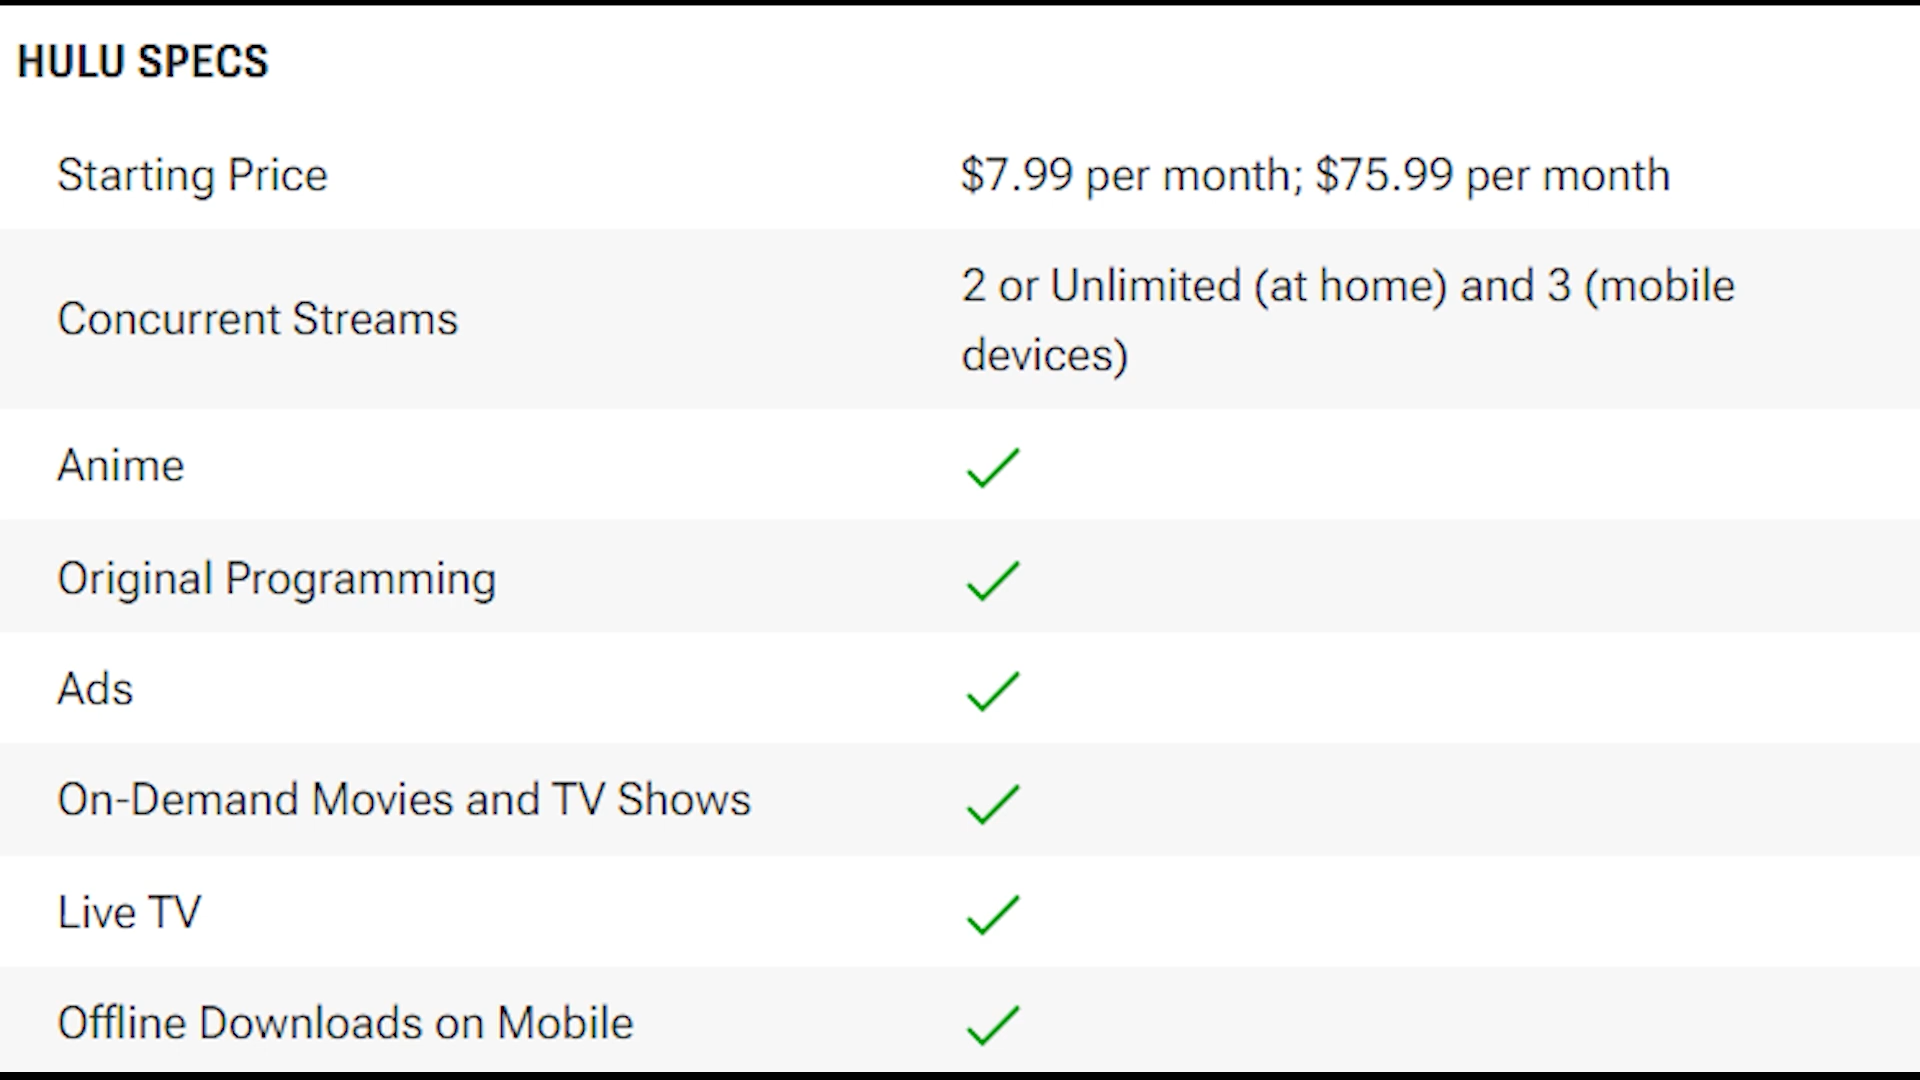 HULU SPECS
Starting Price
$7.99 per month; $75.99 per month
Concurrent Streams
2 or Unlimited (at home) and 3 (mobile
devices)
Anime
Original Programming
Ads
On-Demand Movies and TV Shows
Live TV
Offline Downloads on Mobile